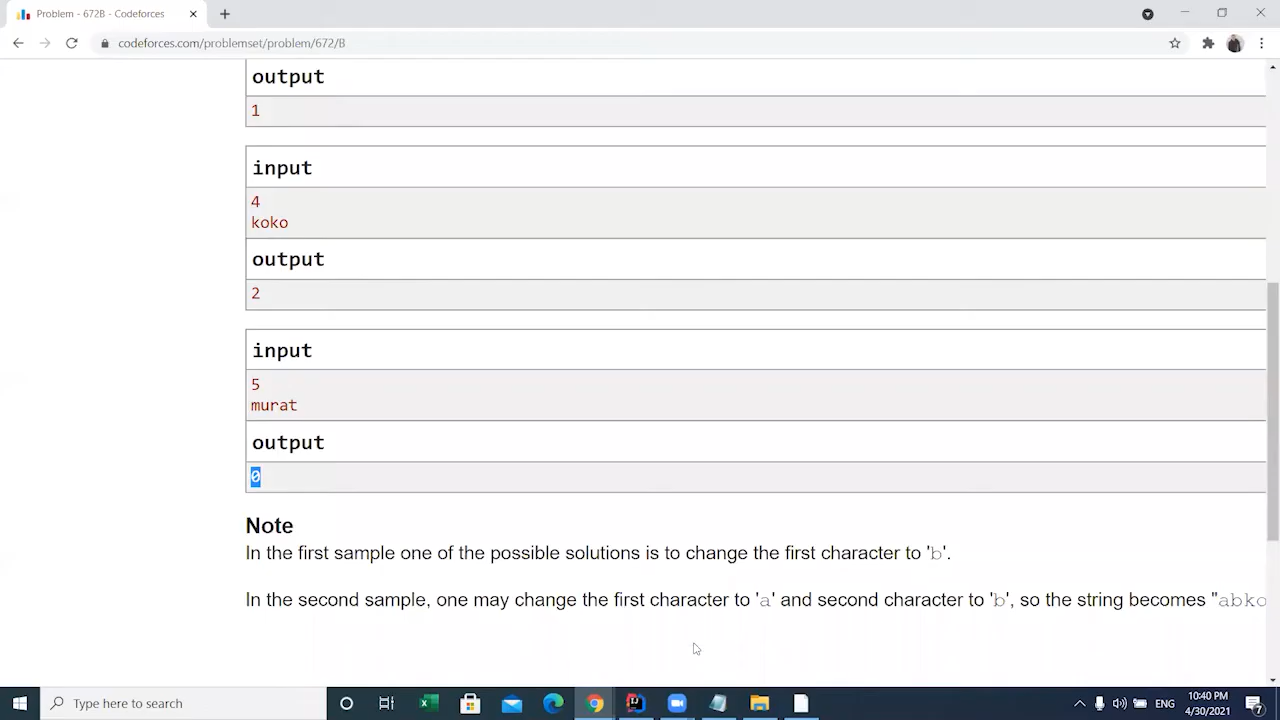 Problem - 672B - Codeforces
codeforces.com/problemset/problem/672/B
output
1
input
4
koko
output
2
input
5
murat
output
0
Note
In the first sample one of the possible solutions is to change the first character to 'b'.
In the second sample, one may change the first character to 'a' and second character to 'b', so the string becomes "abko
Type here to search
ENG
10:40 PM
4/30/2021
7